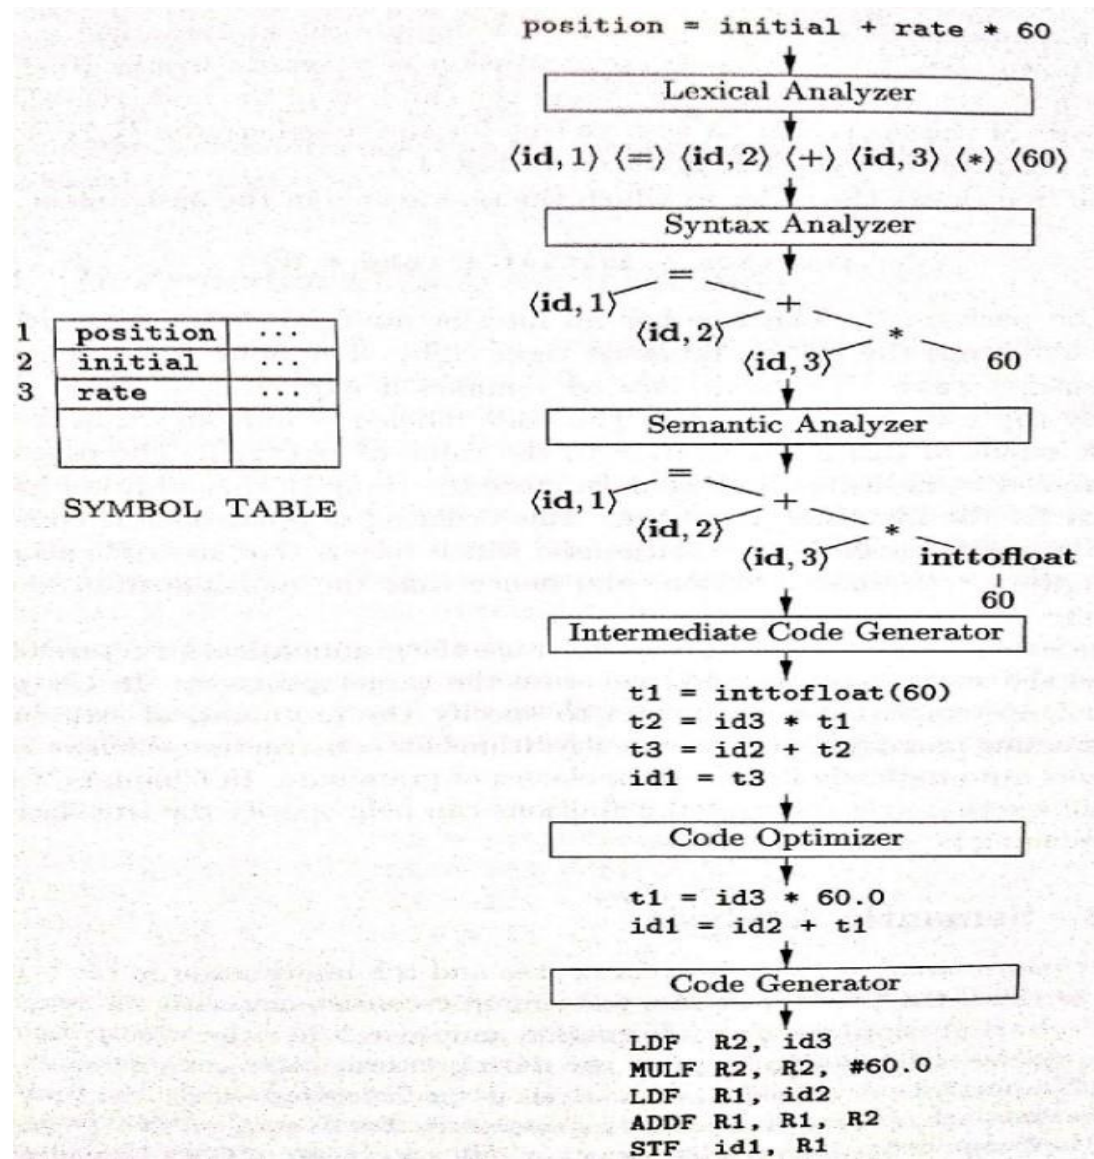 position = initial + rate * 60
Lexical Analyzer
⟨id, 1⟩ ⟨=⟩ ⟨id, 2⟩ ⟨+⟩ ⟨id, 3⟩ ⟨*⟩ ⟨60⟩
Syntax Analyzer
=
⟨id, 1⟩ +
⟨id, 2⟩ *
⟨id, 3⟩ 60
1 position ...
2 initial ...
3 rate ...
SYMBOL TABLE
Semantic Analyzer
=
⟨id, 1⟩ +
⟨id, 2⟩ *
⟨id, 3⟩ inttofloat
60
Intermediate Code Generator
t1 = inttofloat(60)
t2 = id3 * t1
t3 = id2 + t2
id1 = t3
Code Optimizer
t1 = id3 * 60.0
id1 = id2 + t1
Code Generator
LDF R2, id3
MULF R2, R2, #60.0
LDF R1, id2
ADDF R1, R1, R2
STF id1, R1